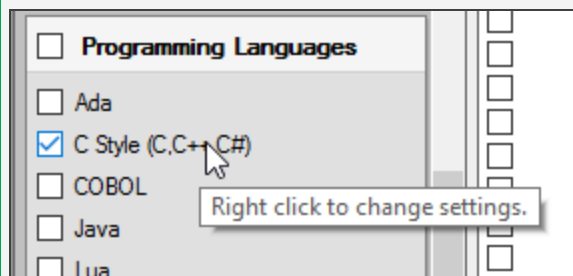 Programming Languages
Ada
C Style (C,C++,C#)
COBOL
Right click to change settings.
Java
Lua